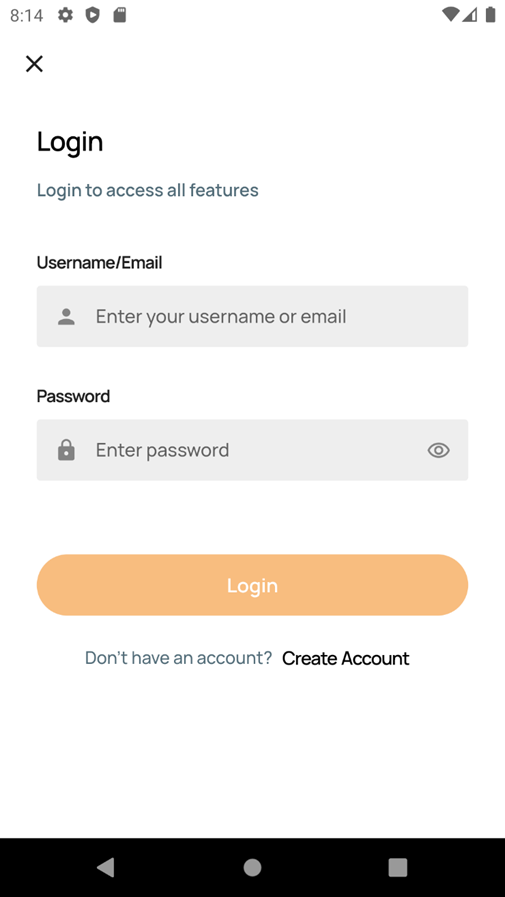 8:14
Login
Login to access all features
Username/Email
Enter your username or email
Password
Enter password
Login
Don't have an account? Create Account